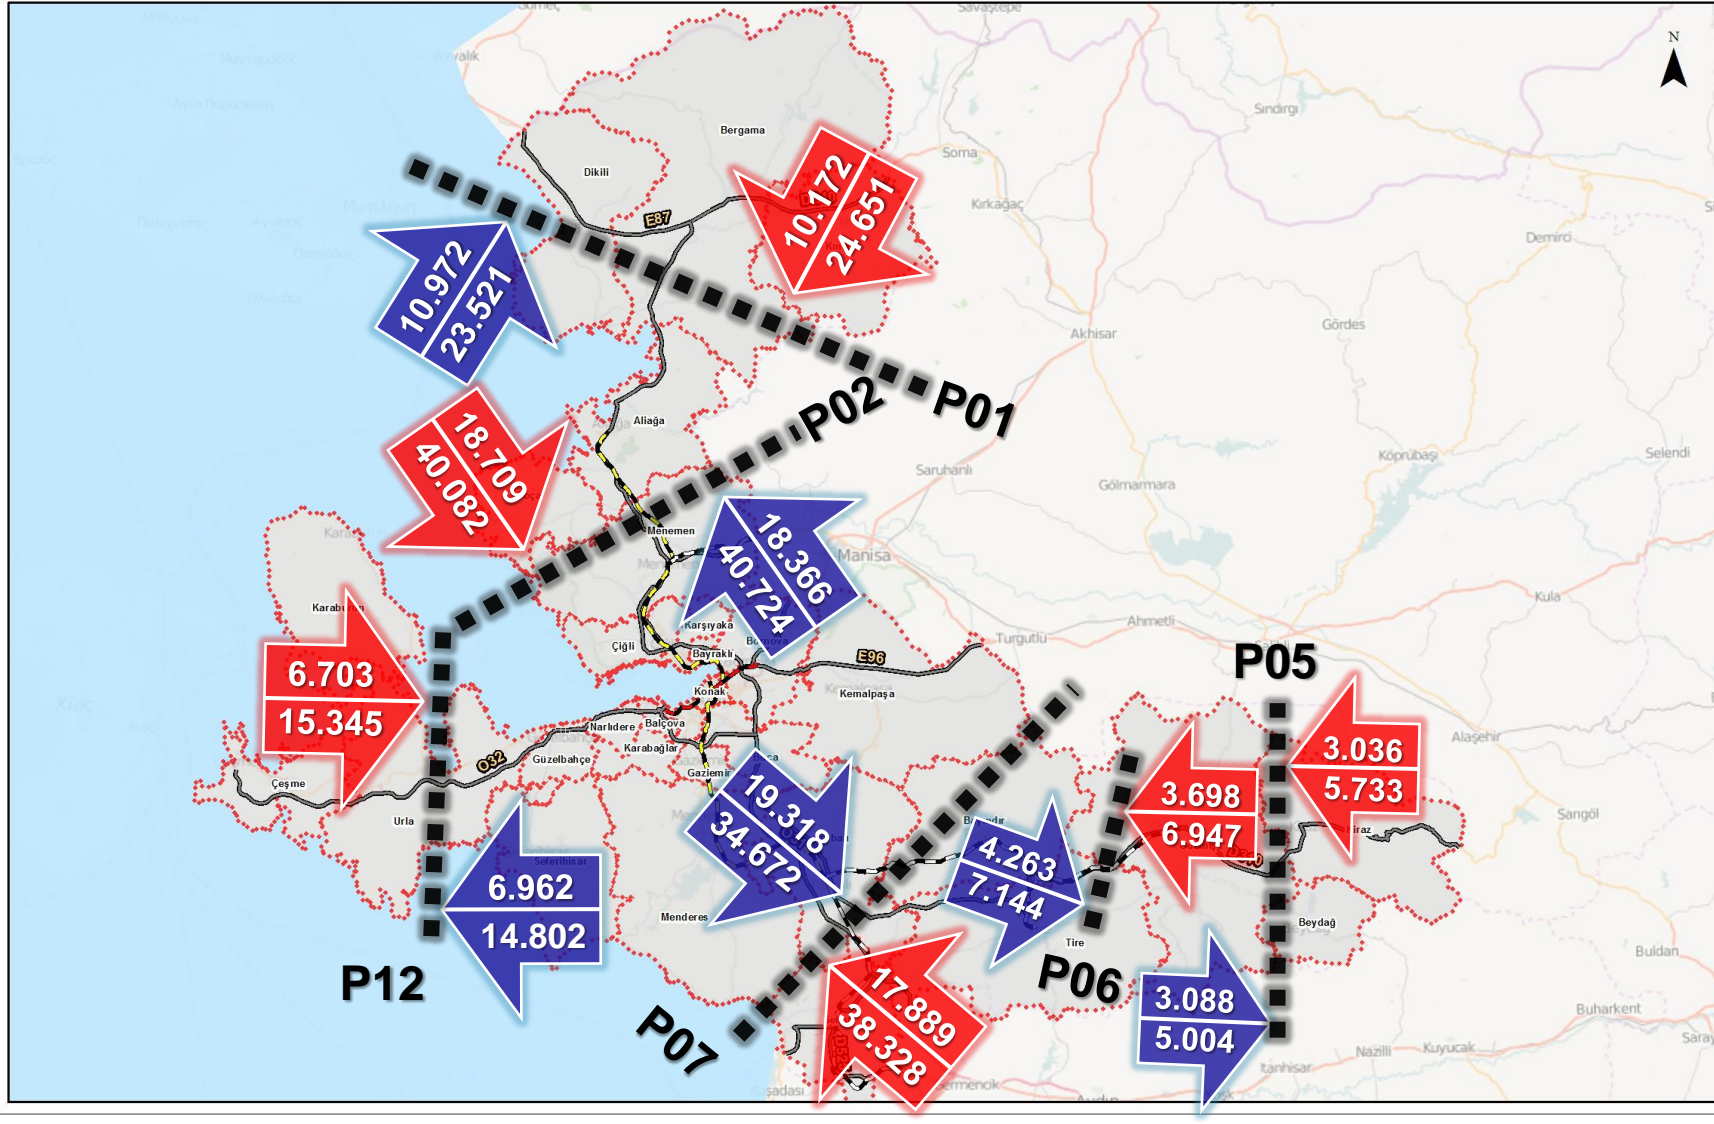 Savaştepe
N
Bergama
Sındırgı
Soma
Dikili
Kırkağaç
E87
10.172
24.651
Demirci
10.972
23.521
Gördes
Akhisar
P02
P01
Aliağa
18.709
40.082
Saruhanlı
Gölmarmara
Köprübaşı
Selendi
Menemen
18.366
40.724
Manisa
Kula
Karşıyaka
Ahmetli
Turgutlu
Çiğli
Bayraklı
E96
P05
6.703
15.345
Konak
Kemalpaşa
Narlıdere
Balçova
Karabağlar
Güzelbahçe
O32
Gaziemir
Çeşme
Urla
Alaşehir
3.036
5.733
3.698
6.947
19.318
34.672
Sarıgöl
4.263
7.144
Seferihisar
6.962
14.802
Menderes
Beydağ
Tire
Buldan
P12
P06
P07
17.889
38.328
3.088
5.004
Buharkent
Kuyucak
Nazilli